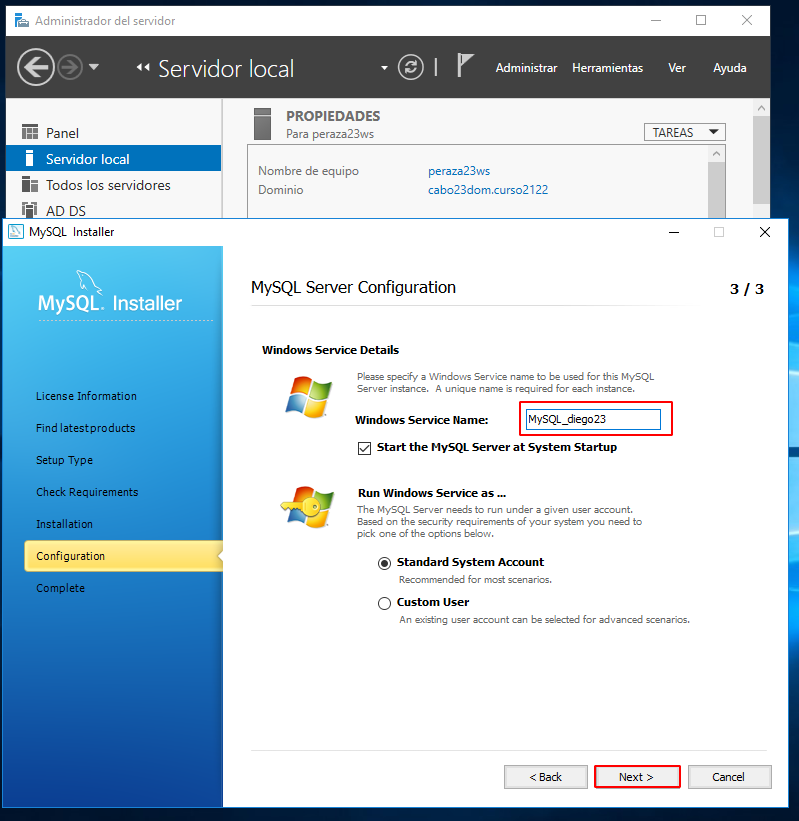 Administrador del servidor
Servidor local
Administrar Herramientas Ver Ayuda
Panel
Servidor local
Todos los servidores
AD DS
PROPIEDADES
Para peraza23ws
TAREAS
Nombre de equipo peraza23ws
Dominio cabo23dom.curso2122
MySQL Installer
MySQL. Installer
License Information
Find latest products
Setup Type
Check Requirements
Installation
Configuration
Complete
MySQL Server Configuration 3 / 3
Windows Service Details
Please specify a Windows Service name to be used for this MySQL
Server instance. A unique name is required for each instance.
Windows Service Name: MySQL_diego23
Start the MySQL Server at System Startup
Run Windows Service as ...
The MySQL Server needs to run under a given user account.
Based on the security requirements of your system you need to
pick one of the options below.
Standard System Account
Recommended for most scenarios.
Custom User
An existing user account can be selected for advanced scenarios.
< Back Next > Cancel